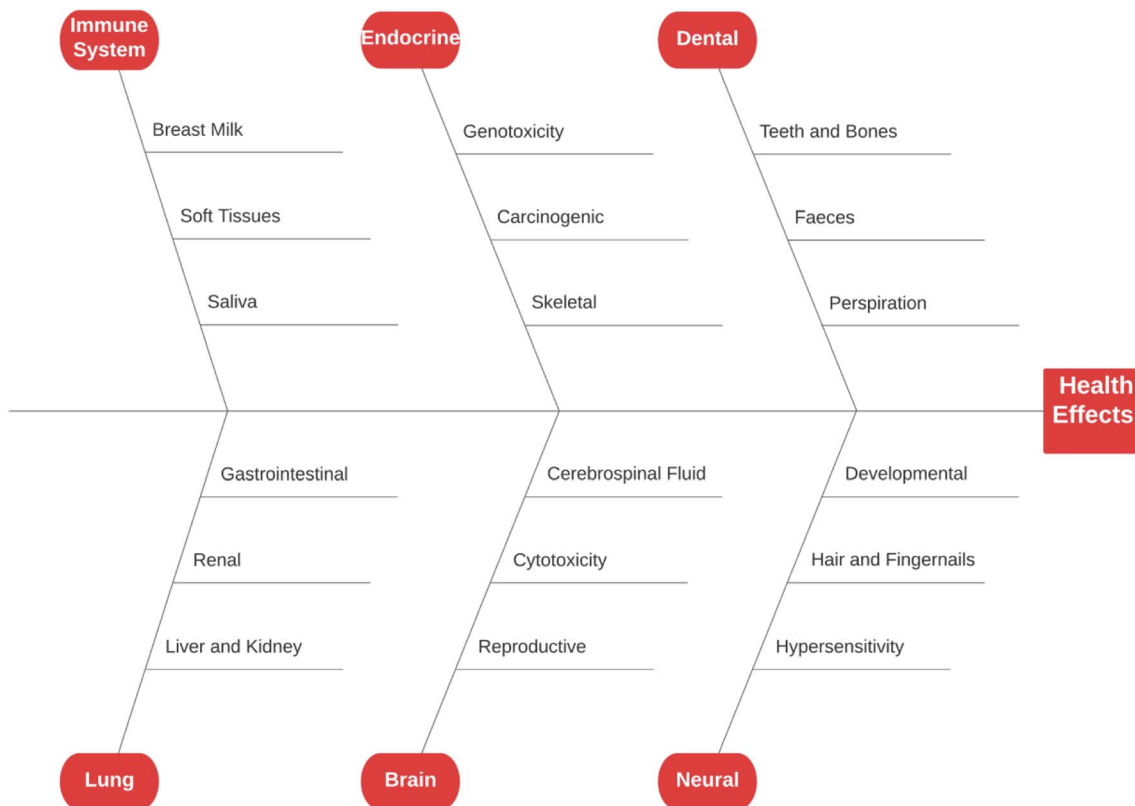 Immune
System
Endocrine
Dental
Breast Milk
Genotoxicity
Teeth and Bones
Soft Tissues
Carcinogenic
Faeces
Saliva
Skeletal
Perspiration
Health
Effects
Gastrointestinal
Cerebrospinal Fluid
Developmental
Renal
Cytotoxicity
Hair and Fingernails
Liver and Kidney
Reproductive
Hypersensitivity
Lung
Brain
Neural